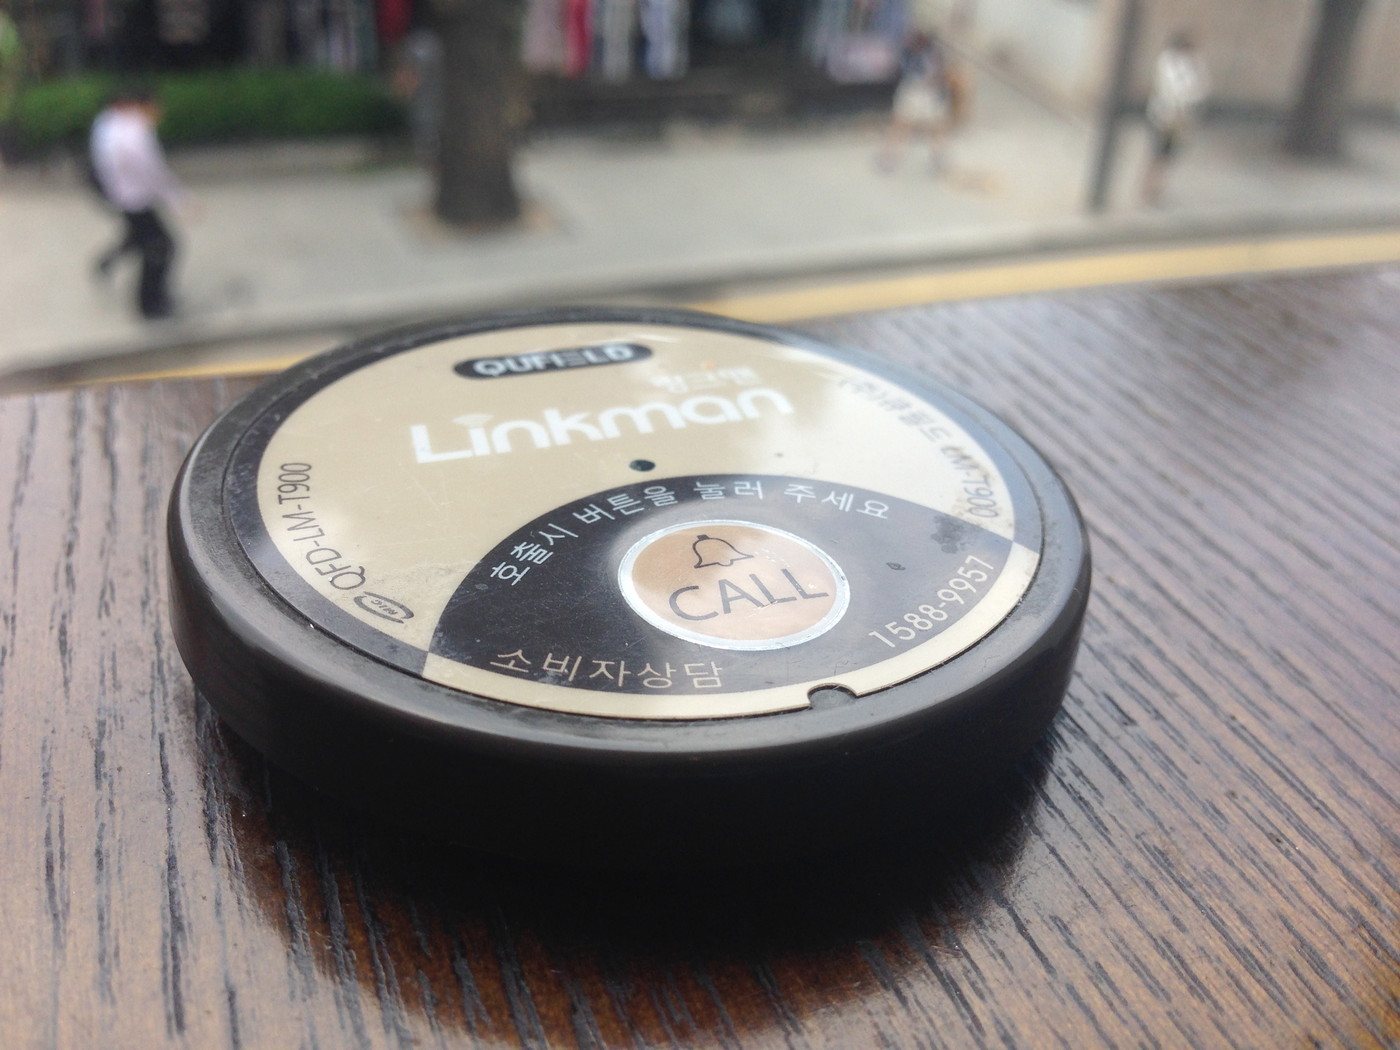 QUFIELD
링크맨
Linkman
QFD-LM-T900
MIC
호출시 버튼을 눌러 주세요
CALL
소비자상담
1588-9957